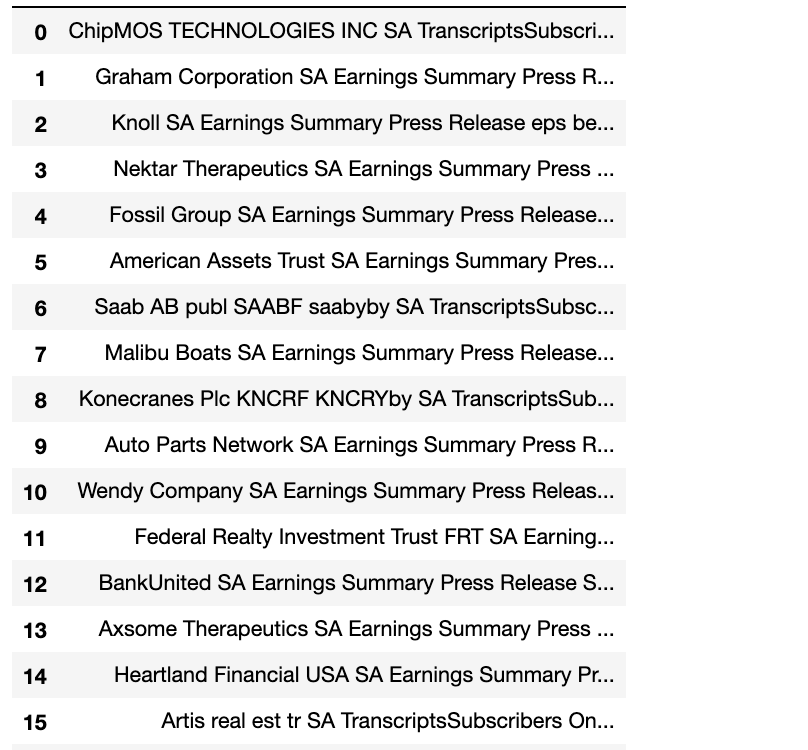 0 ChipMOS TECHNOLOGIES INC SA TranscriptsSubscri...
1 Graham Corporation SA Earnings Summary Press R...
2 Knoll SA Earnings Summary Press Release eps be...
3 Nektar Therapeutics SA Earnings Summary Press ...
4 Fossil Group SA Earnings Summary Press Release...
5 American Assets Trust SA Earnings Summary Pres...
6 Saab AB publ SAABF saabyby SA TranscriptsSubsc...
7 Malibu Boats SA Earnings Summary Press Release...
8 Konecranes Plc KNCRF KNCRYby SA TranscriptsSub...
9 Auto Parts Network SA Earnings Summary Press R...
10 Wendy Company SA Earnings Summary Press Releas...
11 Federal Realty Investment Trust FRT SA Earning...
12 BankUnited SA Earnings Summary Press Release S...
13 Axsome Therapeutics SA Earnings Summary Press ...
14 Heartland Financial USA SA Earnings Summary Pr...
15 Artis real est tr SA TranscriptsSubscribers On...